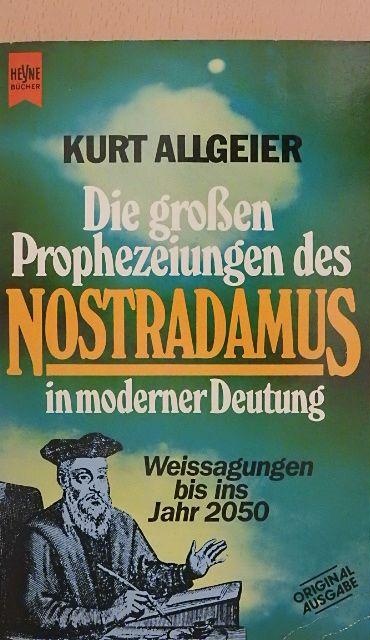 HEYNE
BÜCHER
KURT ALLGEIER
Die großen
Prophezeiungen des
NOSTRADAMUS
in moderner Deutung
Weissagungen
bis ins
Jahr 2050
ORIGINAL
AUSGABE